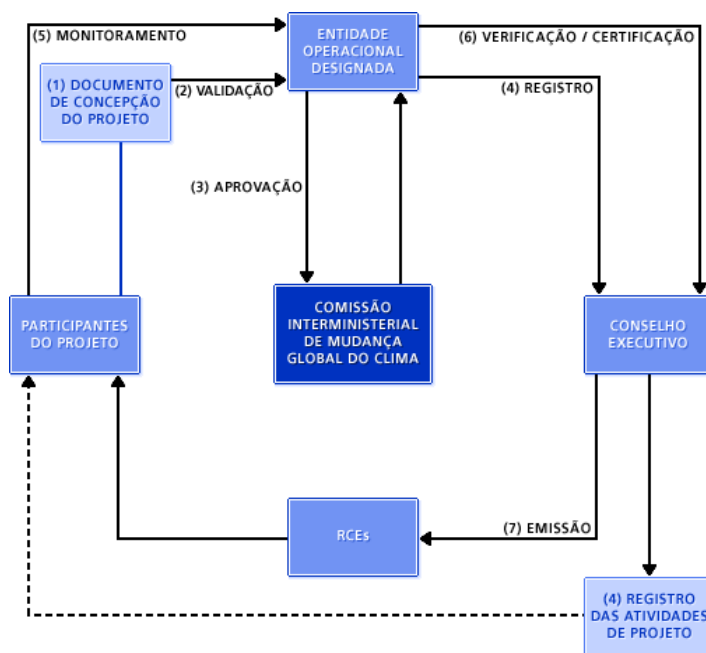 (5) MONITORAMENTO
ENTIDADE
OPERACIONAL
DESIGNADA
(6) VERIFICAÇÃO / CERTIFICAÇÃO
(1) DOCUMENTO
DE CONCEPÇÃO
DO PROJETO
(2) VALIDAÇÃO
(4) REGISTRO
(3) APROVAÇÃO
PARTICIPANTES
DO PROJETO
COMISSÃO
INTERMINISTERIAL
DE MUDANÇA
GLOBAL DO CLIMA
CONSELHO
EXECUTIVO
RCEs
(7) EMISSÃO
(4) REGISTRO
DAS ATIVIDADES
DE PROJETO